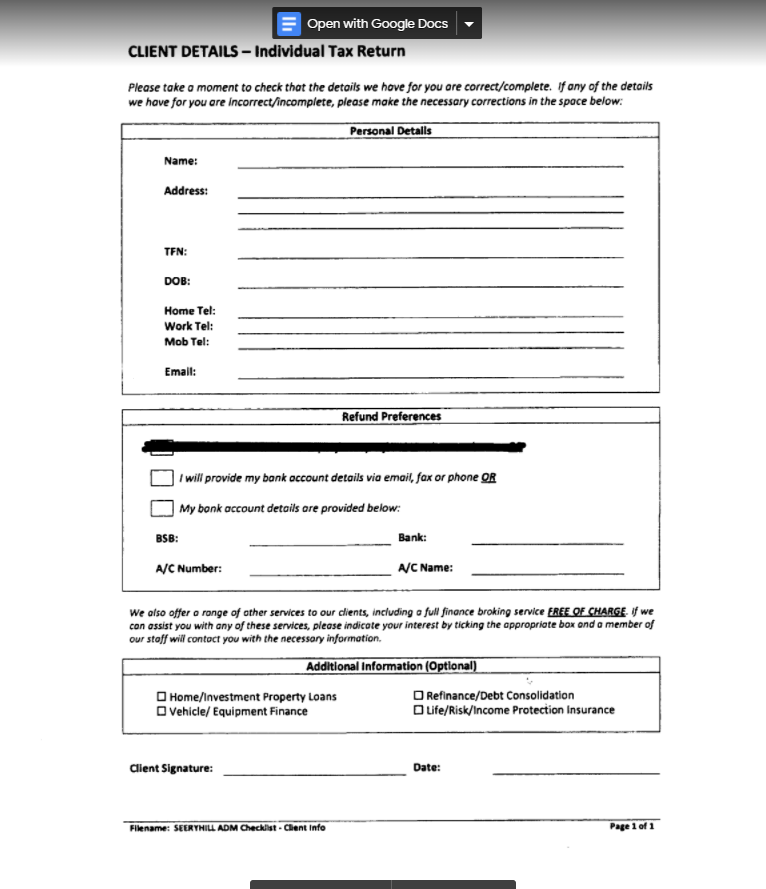 Open with Google Docs
CLIENT DETAILS – Individual Tax Return
Please take a moment to check that the details we have for you are correct/complete. If any of the details
we have for you are incorrect/incomplete, please make the necessary corrections in the space below:
Personal Details
Name:
Address:
TFN:
DOB:
Home Tel:
Work Tel:
Mob Tel:
Email:
Refund Preferences
I will provide my bank account details via email, fax or phone OR
My bank account details are provided below:
BSB:
Bank:
A/C Number:
A/C Name:
We also offer a range of other services to our clients, including a full finance broking service FREE OF CHARGE. If we
can assist you with any of these services, please indicate your interest by ticking the appropriate box and a member of
our staff will contact you with the necessary information.
Additional Information (Optional)
Home/Investment Property Loans
Refinance/Debt Consolidation
Vehicle/ Equipment Finance
Life/Risk/Income Protection Insurance
Client Signature:
Date:
Filename: SEERYHILL ADM Checklist - Client Info
Page 1 of 1